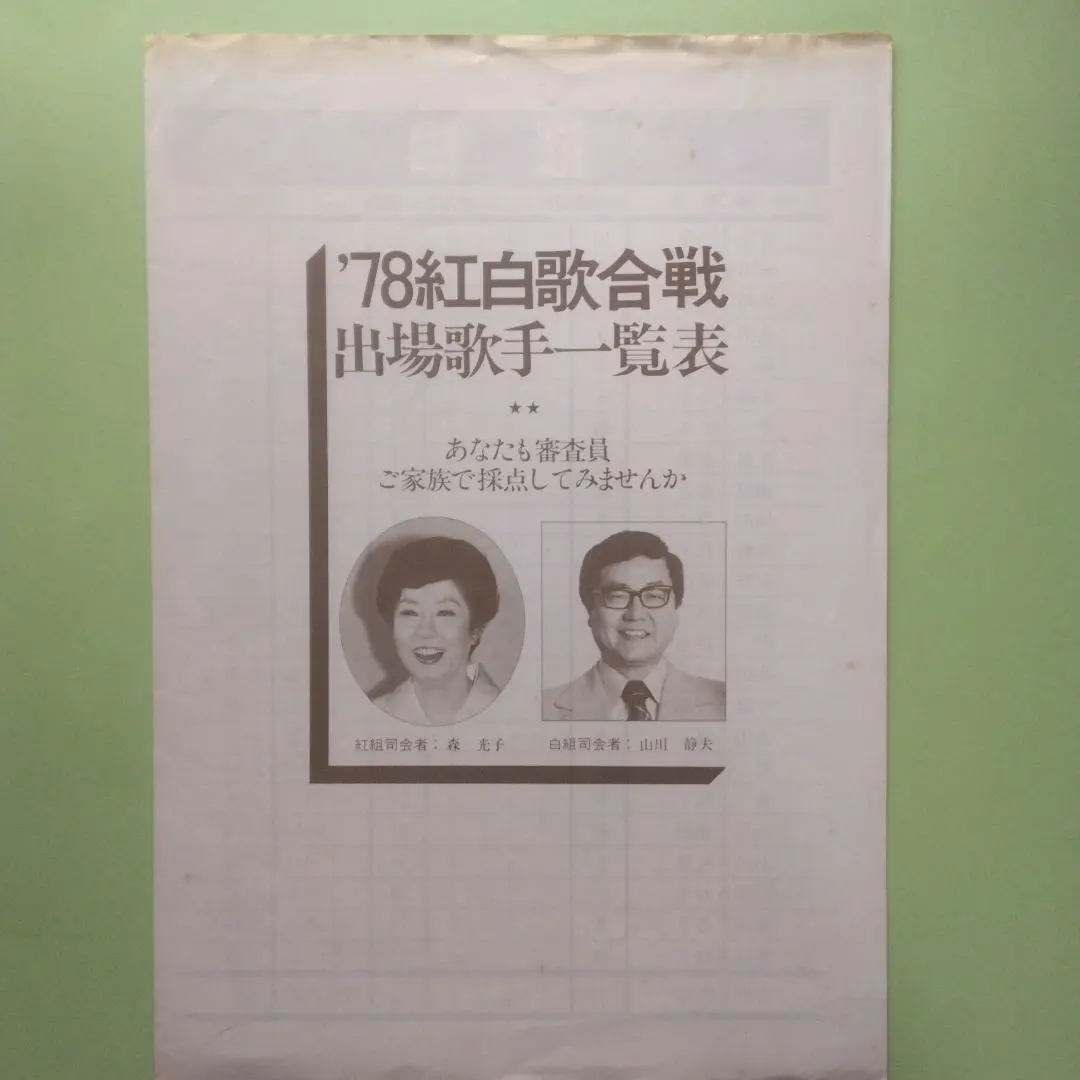 ’78紅白歌合戦
出場歌手一覧表
★★
あなたも審査員
ご家族で採点してみませんか
紅組司会者：森　光子
白組司会者：山川　静夫